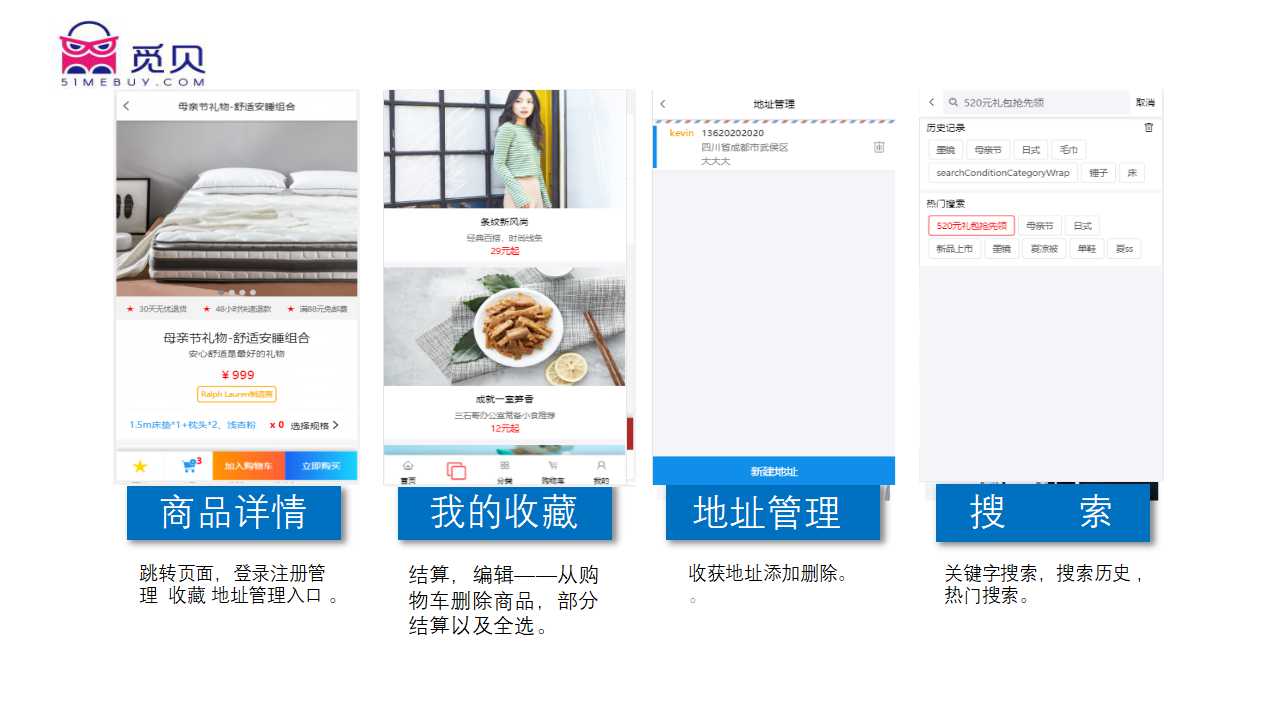 觅贝
51MEBUY.COM
母亲节礼物-舒适安睡组合
30天无忧退货 48小时快速退款 满88元免邮费
母亲节礼物-舒适安睡组合
安心舒适是最好的礼物
¥ 999
Ralph Lauren制造商
1.5m床垫*1+枕头*2、浅杏粉 x 0 选择规格
3
加入购物车 立即购买
商品详情
跳转页面，登录注册管
理 收藏 地址管理入口 。
条纹新风尚
经典百搭，时尚线条
29元起
成就一室笋香
三石哥办公室常备小食推荐
12元起
首页 分类 购物车 我的
我的收藏
结算，编辑——从购
物车删除商品，部分
结算以及全选。
地址管理
kevin 13620202020
四川省成都市武侯区
大大大
新建地址
地址管理
收获地址添加删除。
。
520元礼包抢先领 取消
历史记录
墨镜 母亲节 日式 毛巾
searchConditionCategoryWrap 锤子 床
热门搜索
520元礼包抢先领 母亲节 日式
新品上市 墨镜 夏凉被 单鞋 夏ss
搜 索
关键字搜索，搜索历史，
热门搜索。